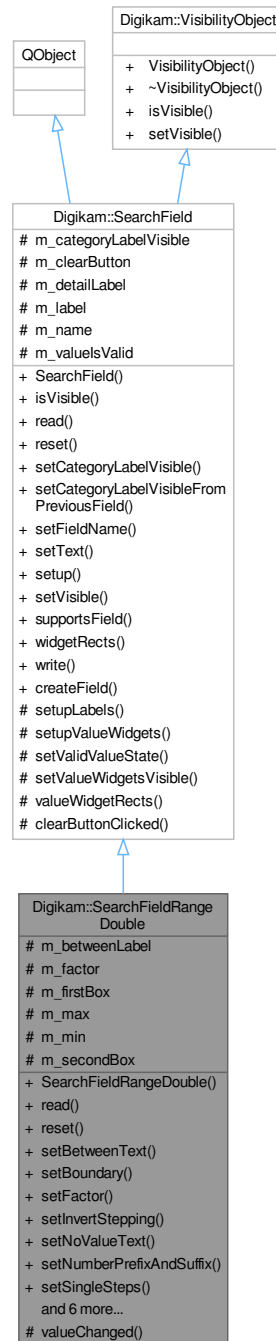 Digikam::VisibilityObject
+ VisibilityObject()
+ ~VisibilityObject()
+ isVisible()
+ setVisible()
QObject
Digikam::SearchField
# m_categoryLabelVisible
# m_clearButton
# m_detailLabel
# m_label
# m_name
# m_valueIsValid
+ SearchField()
+ isVisible()
+ read()
+ reset()
+ setCategoryLabelVisible()
+ setCategoryLabelVisibleFrom
PreviousField()
+ setFieldName()
+ setText()
+ setup()
+ setVisible()
+ supportsField()
+ widgetRects()
+ write()
+ createField()
# setupLabels()
# setupValueWidgets()
# setValidValueState()
# setValueWidgetsVisible()
# valueWidgetRects()
# clearButtonClicked()
Digikam::SearchFieldRange
Double
# m_betweenLabel
# m_factor
# m_firstBox
# m_max
# m_min
# m_secondBox
+ SearchFieldRangeDouble()
+ read()
+ reset()
+ setBetweenText()
+ setBoundary()
+ setFactor()
+ setInvertStepping()
+ setNoValueText()
+ setNumberPrefixAndSuffix()
+ setSingleSteps()
and 6 more...
# valueChanged()